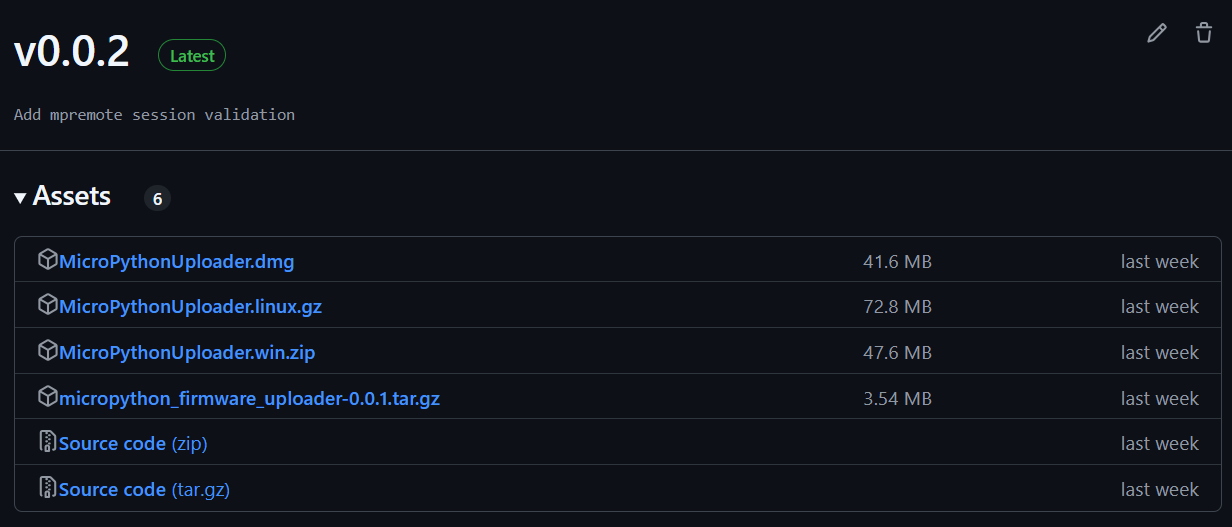 v0.0.2 Latest
Add mpremote session validation
Assets 6
MicroPythonUploader.dmg 41.6 MB last week
MicroPythonUploader.linux.gz 72.8 MB last week
MicroPythonUploader.win.zip 47.6 MB last week
micropython_firmware_uploader-0.0.1.tar.gz 3.54 MB last week
Source code (zip) last week
Source code (tar.gz) last week